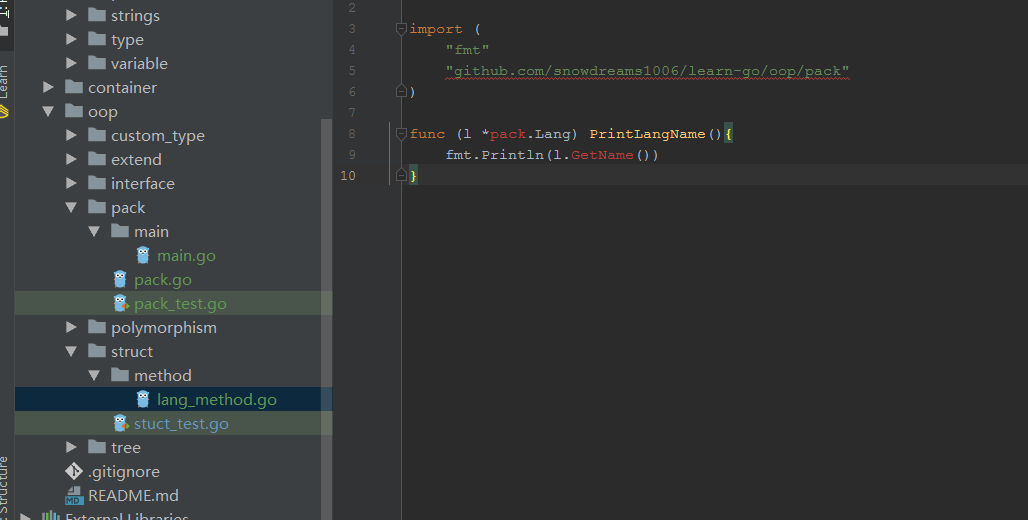 strings
type
variable
container
oop
custom_type
extend
interface
pack
main
main.go
pack.go
pack_test.go
polymorphism
struct
method
lang_method.go
stuct_test.go
tree
.gitignore
MD README.md
External Libraries
Learn
Structure
2
3 import (
4 "fmt"
5 "github.com/snowdreams1006/learn-go/oop/pack"
6 )
7
8 func (l *pack.Lang) PrintLangName(){
9 fmt.Println(l.GetName())
10 }